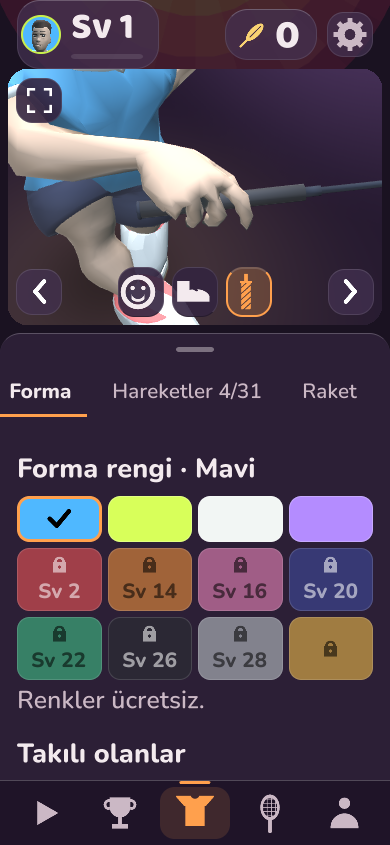 Sv 1
0
Forma
Hareketler 4/31
Raket
Forma rengi · Mavi
Sv 2
Sv 14
Sv 16
Sv 20
Sv 22
Sv 26
Sv 28
Renkler ücretsiz.
Takılı olanlar